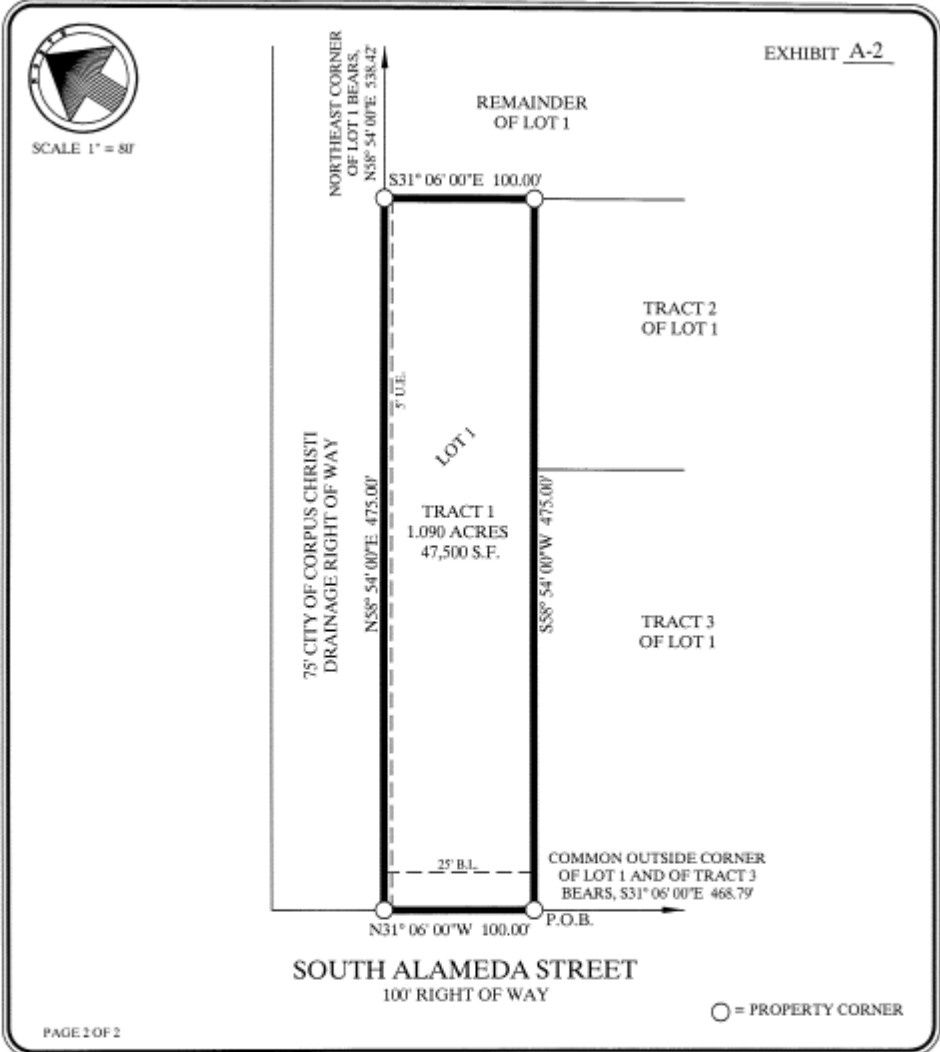 EXHIBIT A-2
SCALE 1" = 80'
NORTHEAST CORNER
OF LOT 1 BEARS,
N58° 54' 00"E 538.42'
REMAINDER
OF LOT 1
S31° 06' 00"E 100.00'
TRACT 2
OF LOT 1
5' U.E.
LOT 1
75' CITY OF CORPUS CHRISTI
DRAINAGE RIGHT OF WAY
N58° 54' 00"E 475.00'
TRACT 1
1.090 ACRES
47,500 S.F.
S58° 54' 00"W 475.00'
TRACT 3
OF LOT 1
25' B.L.
COMMON OUTSIDE CORNER
OF LOT 1 AND OF TRACT 3
BEARS, S31° 06' 00"E 468.79'
P.O.B.
N31° 06' 00"W 100.00'
SOUTH ALAMEDA STREET
100' RIGHT OF WAY
= PROPERTY CORNER
PAGE 2 OF 2